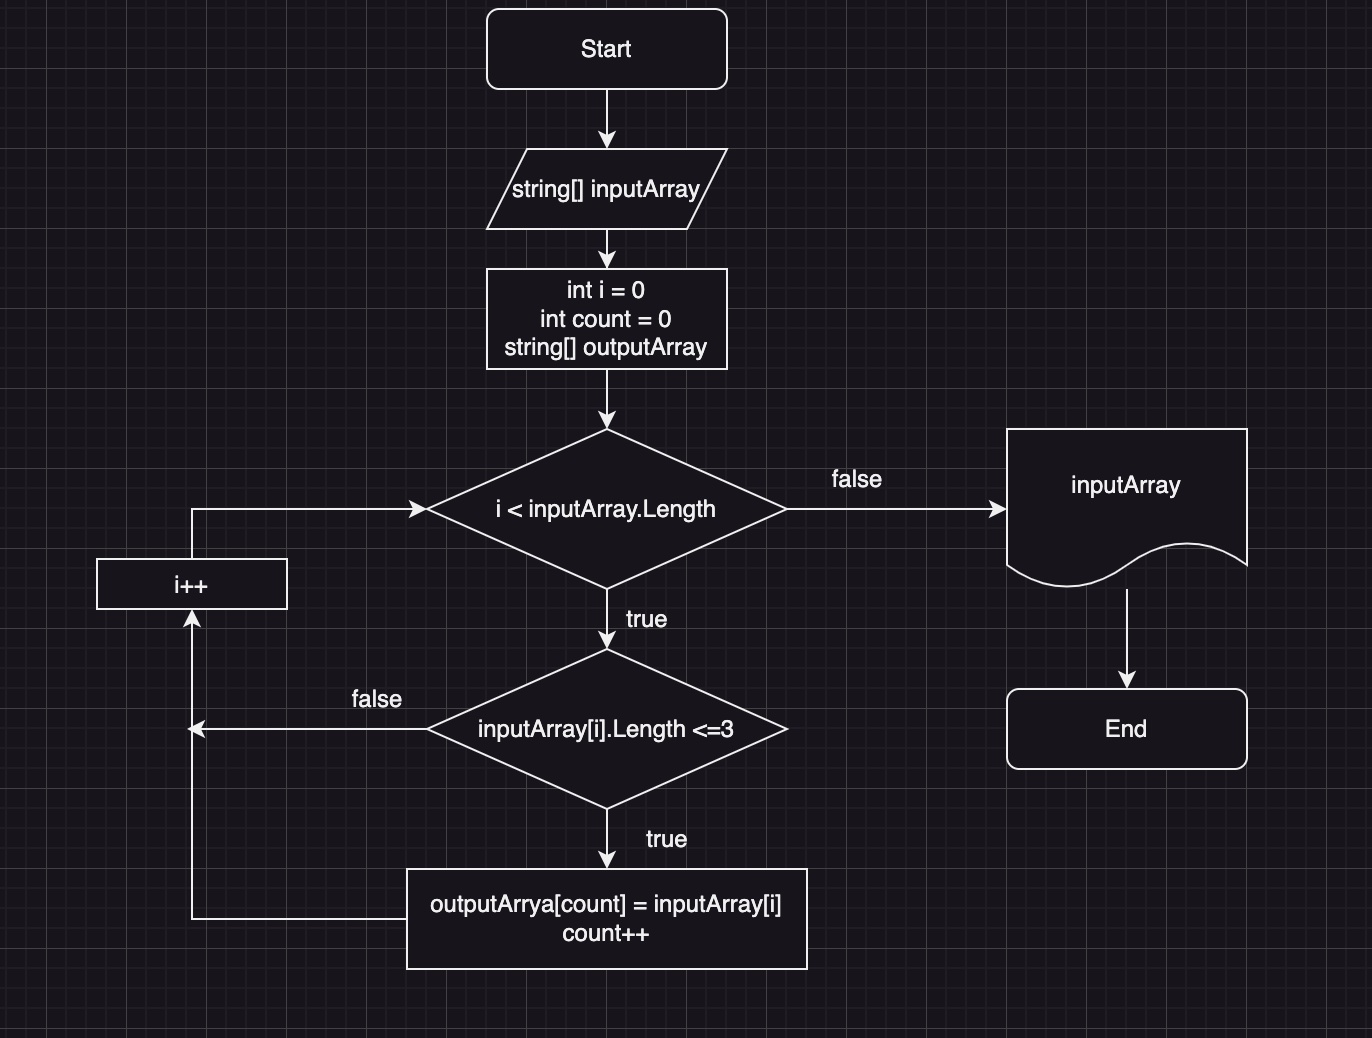 Start
string[] inputArray
int i = 0
int count = 0
string[] outputArray
i < inputArray.Length
false
inputArray
i++
true
false
inputArray[i].Length <=3
End
true
outputArrya[count] = inputArray[i]
count++